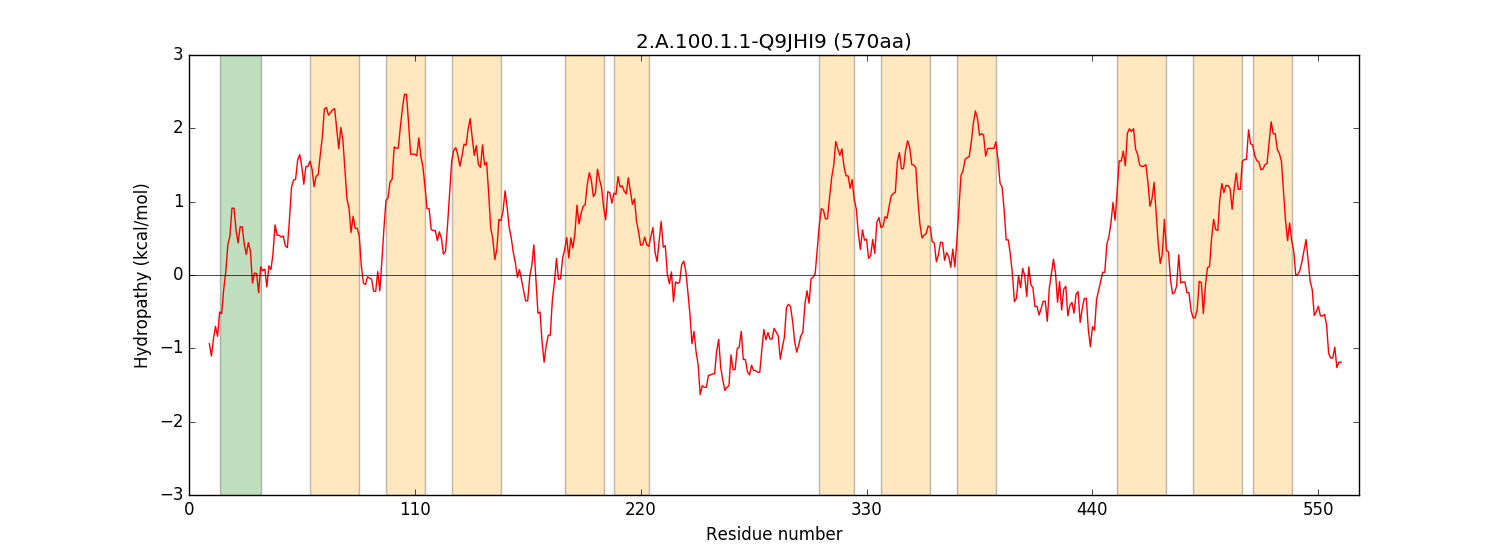 2.A.100.1.1-Q9JHI9 (570aa)
3
2
1
0
−1
−2
−3
Hydropathy (kcal/mol)
0 110 220 330 440 550
Residue number